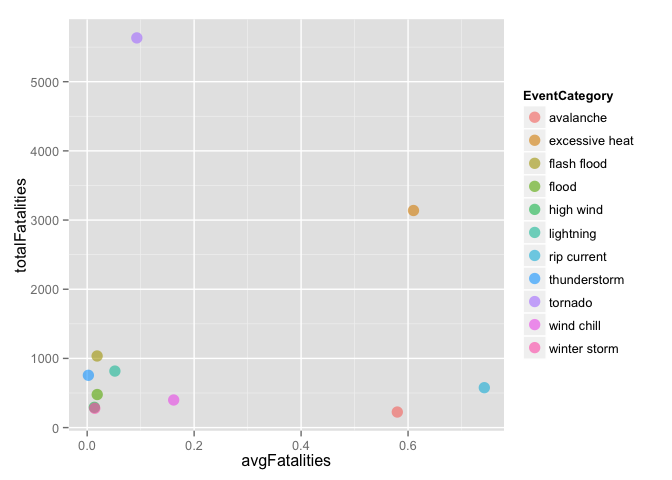 totalFatalities
5000
4000
3000
2000
1000
0
0.0 0.2 0.4 0.6
avgFatalities
EventCategory
avalanche
excessive heat
flash flood
flood
high wind
lightning
rip current
thunderstorm
tornado
wind chill
winter storm